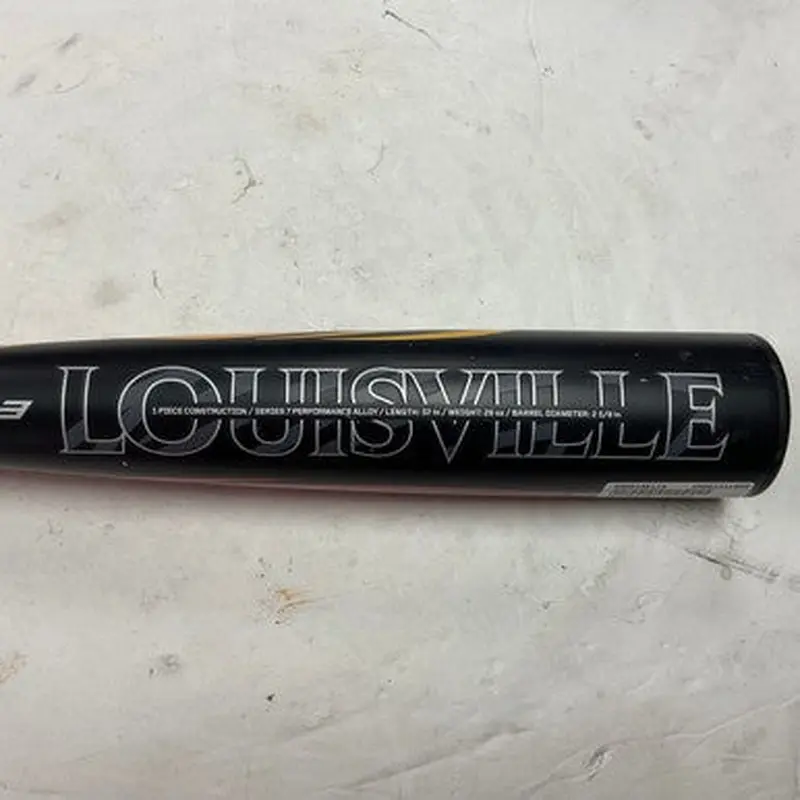 -3
LOUISVILLE
1 PIECE CONSTRUCTION / SERIES 7 PERFORMANCE ALLOY / LENGTH: 32 in / WEIGHT: 29 oz / BARREL DIAMETER: 2 5/8 in